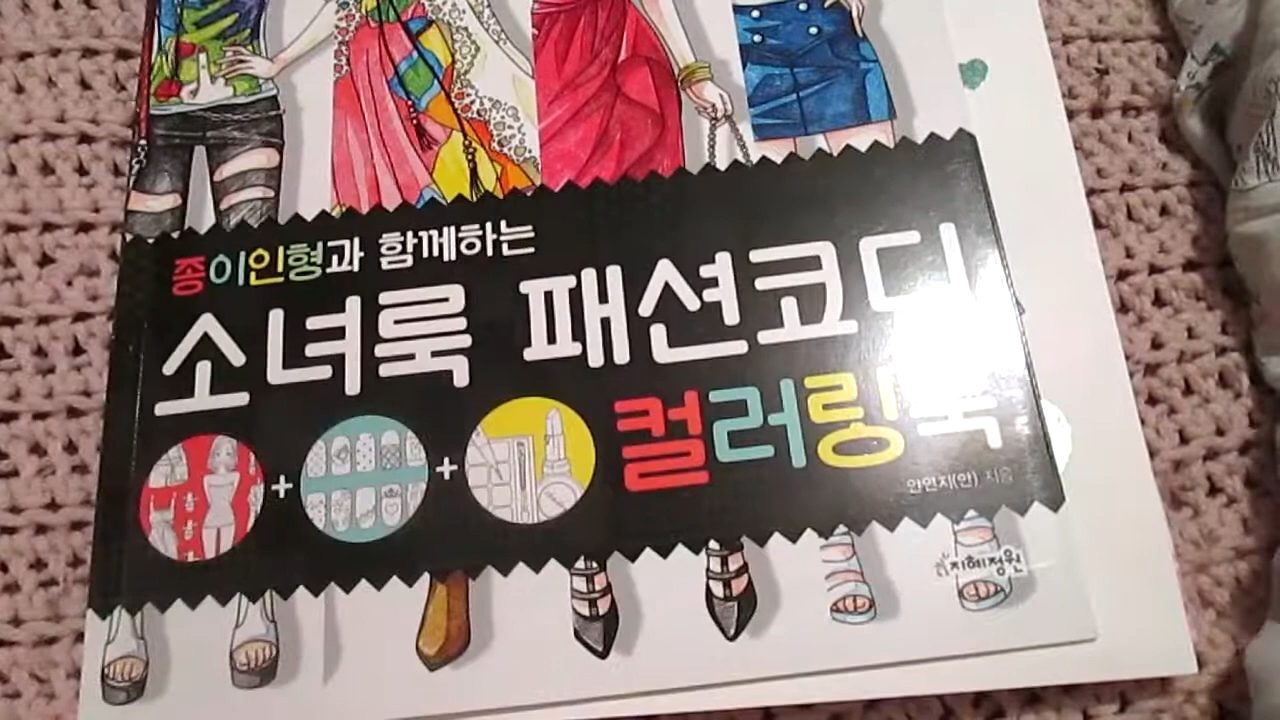 종이인형과 함께하는
소녀룩 패션코디
컬러링북
안연지(안) 지음
지혜정원